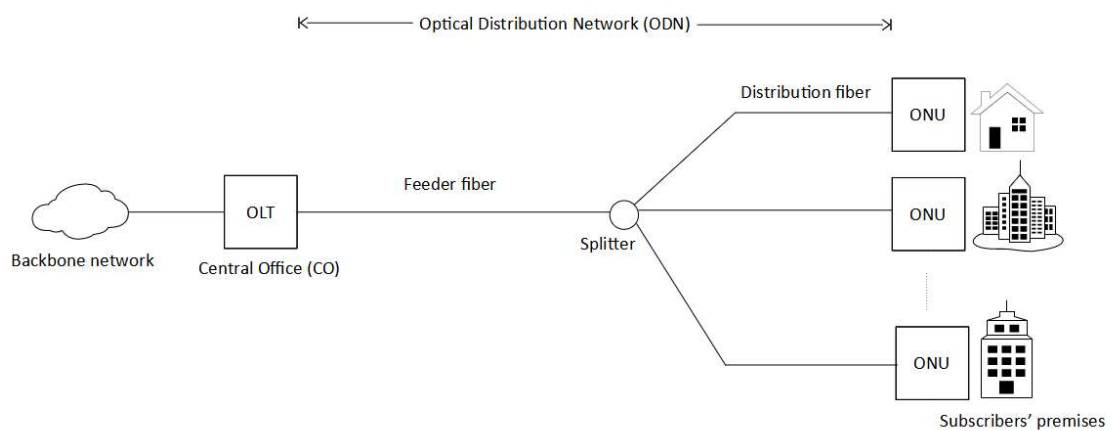 Optical Distribution Network (ODN)
Distribution fiber
ONU
Feeder fiber
OLT
ONU
Splitter
Backbone network
Central Office (CO)
ONU
Subscribers’ premises